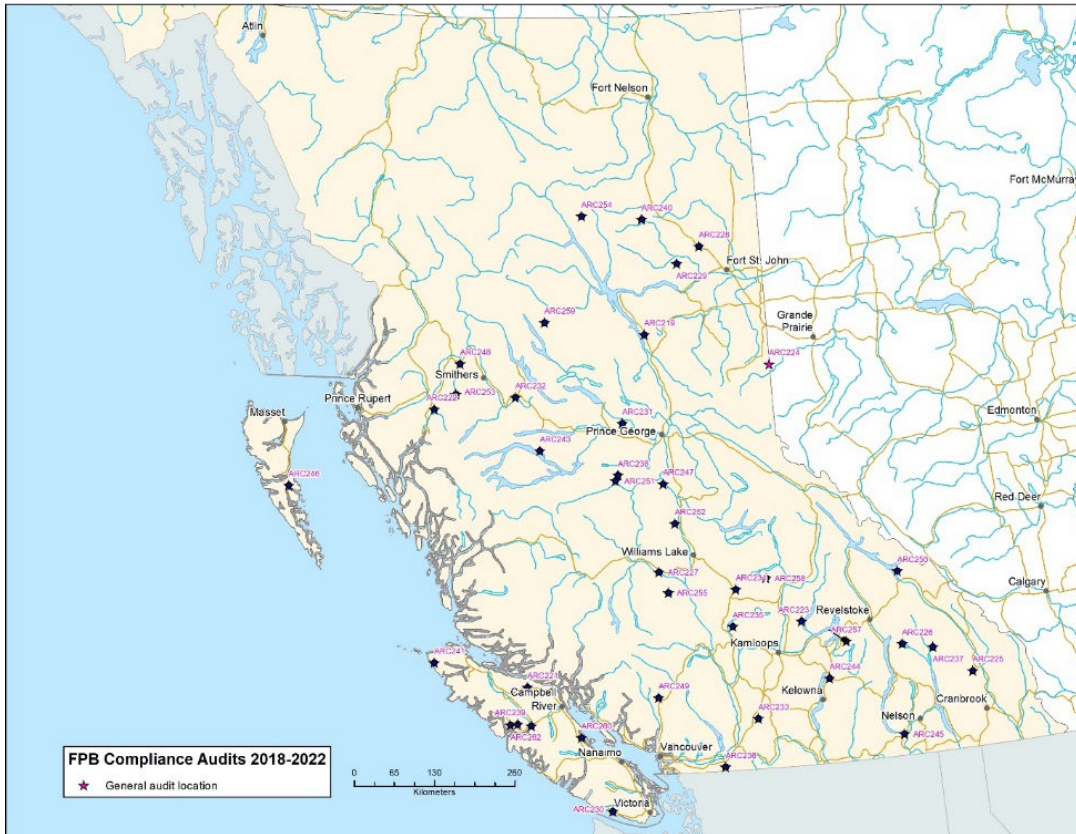 Atlin
Fort Nelson
Fort McMurray
ARC254
ARC240
ARC228
ARC229
Fort St. John
ARC259
ARC219
Grande
Prairie
ARC224
ARC248
Smithers
ARC253
ARC232
ARC222
Prince Rupert
Masset
ARC231
Prince George
Edmonton
ARC243
ARC246
ARC238
ARC251
ARC247
Red Deer
ARC252
Williams Lake
ARC227
ARC258
ARC250
Calgary
ARC255
ARC235
ARC223
Revelstoke
ARC257
Kamloops
ARC226
ARC237
ARC225
ARC241
ARC244
ARC221
Campbell
River
ARC249
Kelowna
ARC233
Cranbrook
Nelson
ARC245
ARC239
ARC262
Nanaimo
Vancouver
ARC236
ARC230
Victoria
FPB Compliance Audits 2018-2022
General audit location
0 65 130 260
Kilometers